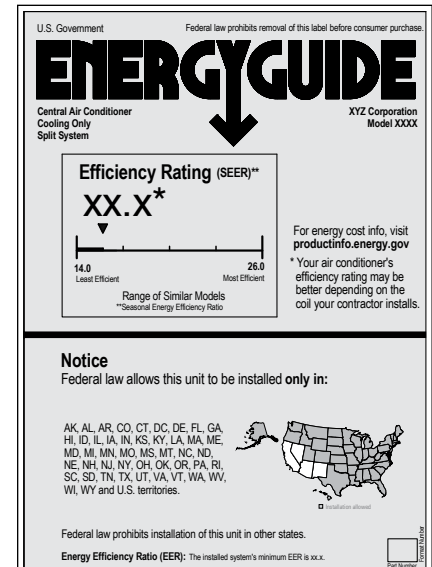 U.S. Government
Federal law prohibits removal of this label before consumer purchase.
ENERGYGUIDE
Central Air Conditioner
Cooling Only
Split System
XYZ Corporation
Model XXXX
Efficiency Rating (SEER)**
XX.X*
14.0
Least Efficient
26.0
Most Efficient
Range of Similar Models
**Seasonal Energy Efficiency Ratio
For energy cost info, visit
productinfo.energy.gov
* Your air conditioner's
efficiency rating may be
better depending on the
coil your contractor installs.
Notice
Federal law allows this unit to be installed only in:
AK, AL, AR, CO, CT, DC, DE, FL, GA,
HI, ID, IL, IA, IN, KS, KY, LA, MA, ME,
MD, MI, MN, MO, MS, MT, NC, ND,
NE, NH, NJ, NY, OH, OK, OR, PA, RI,
SC, SD, TN, TX, UT, VA, VT, WA, WV,
WI, WY and U.S. territories.
Installation allowed
Federal law prohibits installation of this unit in other states.
Energy Efficiency Ratio (EER): The installed system's minimum EER is xx.x.
Part Number
Format Number